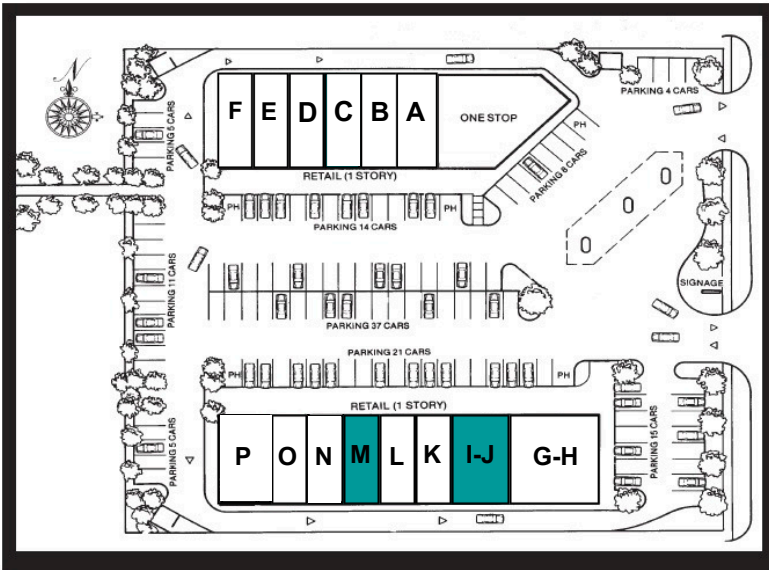 N
PARKING 4 CARS
F E D C B A ONE STOP
PH
PARKING 5 CARS
PARKING 8 CARS
RETAIL (1 STORY)
PH PH
PARKING 14 CARS
PARKING 11 CARS
SIGNAGE
PARKING 37 CARS
PARKING 21 CARS
PH PH
RETAIL (1 STORY)
PARKING 5 CARS
P O N M L K I-J G-H
PARKING 15 CARS